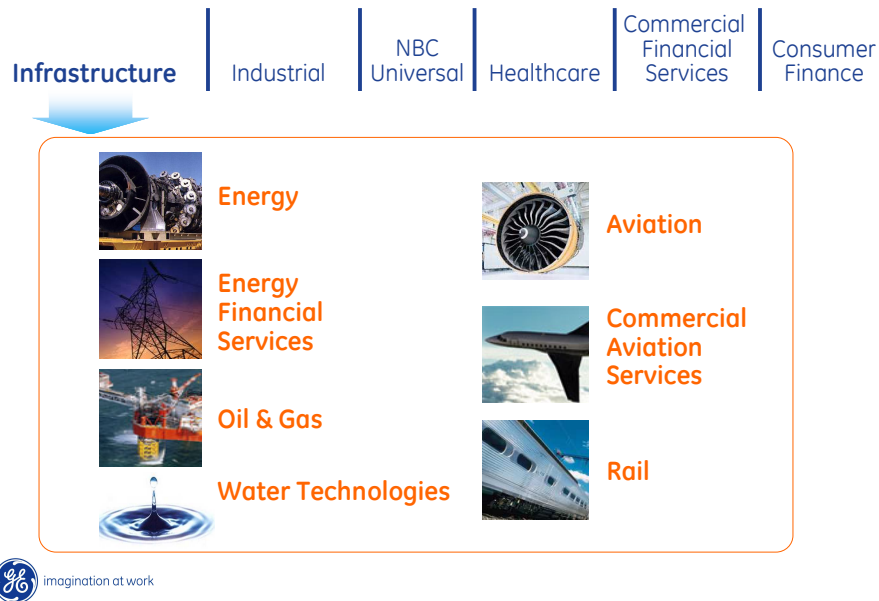 Infrastructure
Industrial
NBC
Universal
Healthcare
Commercial
Financial
Services
Consumer
Finance
Energy
Energy
Financial
Services
Oil & Gas
Water Technologies
Aviation
Commercial
Aviation
Services
Rail
GE
imagination at work